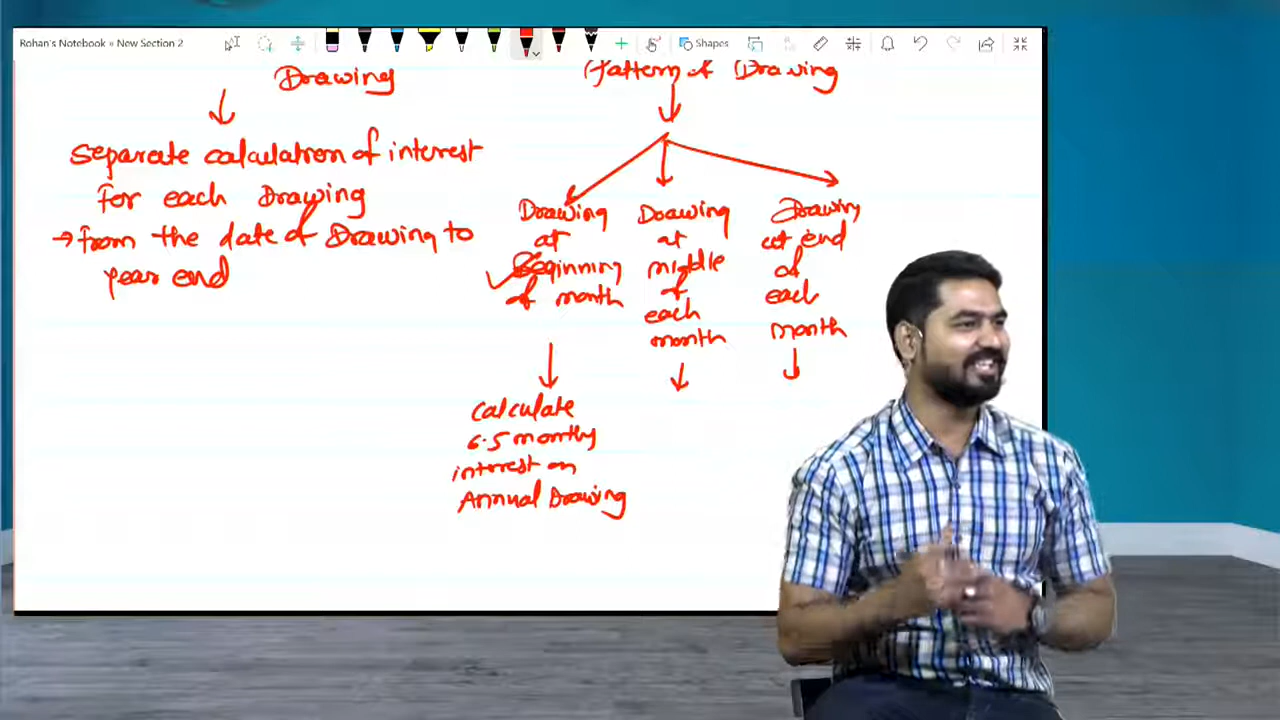 Rohan's Notebook » New Section 2
Shapes
Drawing
Separate calculation of interest
for each Drawing
→ from the date of Drawing to
year end
Pattern of Drawing
Drawing
at
Beginning
of month
Calculate
6.5 monthly
interest on
Annual Drawing
Drawing
at
middle
of
each
month
Drawing
at end
of
each
month